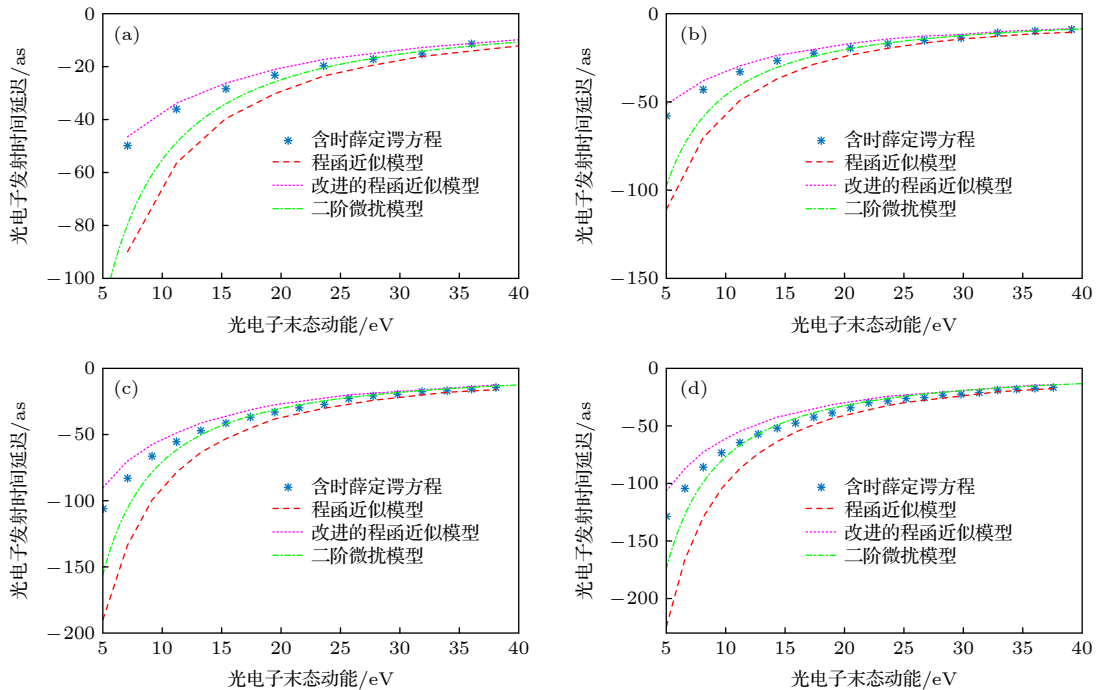 (a)
0
−20
−40
−60
−80
−100
光电子发射时间延迟/as
含时薛定谔方程
程函近似模型
改进的程函近似模型
二阶微扰模型
5 10 15 20 25 30 35 40
光电子末态动能/eV
(b)
0
−50
−100
−150
光电子发射时间延迟/as
含时薛定谔方程
程函近似模型
改进的程函近似模型
二阶微扰模型
5 10 15 20 25 30 35 40
光电子末态动能/eV
(c)
0
−50
−100
−150
−200
光电子发射时间延迟/as
含时薛定谔方程
程函近似模型
改进的程函近似模型
二阶微扰模型
5 10 15 20 25 30 35 40
光电子末态动能/eV
(d)
0
−50
−100
−150
−200
光电子发射时间延迟/as
含时薛定谔方程
程函近似模型
改进的程函近似模型
二阶微扰模型
5 10 15 20 25 30 35 40
光电子末态动能/eV